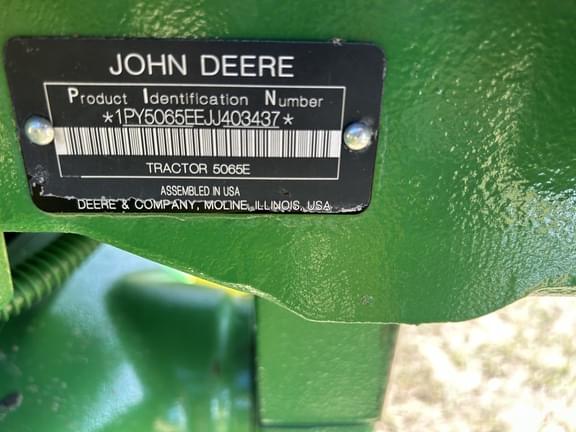 JOHN DEERE
Product Identification Number
*1PY5065EEJJ403437*
TRACTOR 5065E
ASSEMBLED IN USA
DEERE & COMPANY, MOLINE, ILLINOIS, USA